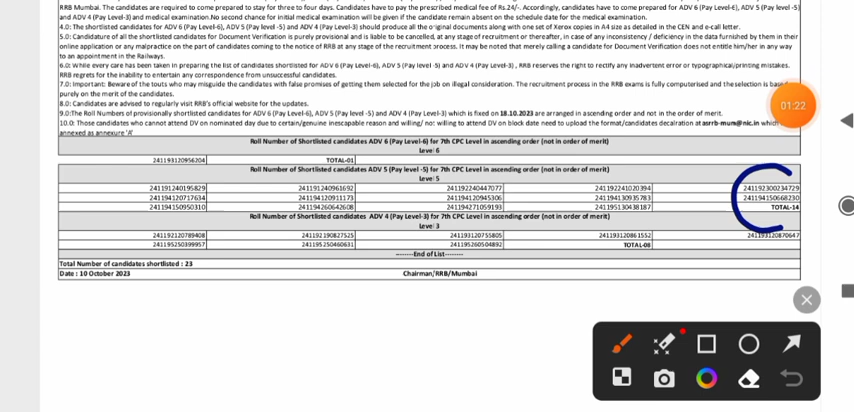 RRB Mumbai. The candidates are required to come prepared to stay for three to four days. Candidates have to pay the prescribed medical fee of Rs.24/-. Accordingly, candidates have to come prepared for ADV 6 (Pay Level-6), ADV 5 (Pay level -5)
and ADV 4 (Pay Level-3) and medical examination.No second chance for initial medical examination will be given if the candidate remain absent on the schedule date for the medical examination.
4.0: The shortlisted candidates for ADV 6 (Pay Level-6), ADV 5 (Pay level -5) and ADV 4 (Pay Level-3) should produce all the original documents along with one set of Xerox copies in A4 size as detailed in the CEN and e-call letter.
5.0: Candidature of all the shortlisted candidates for Document Verification is purely provisional and is liable to be cancelled, at any stage of recruitment or thereafter, in case of any inconsistency / deficiency in the data furnished by them in their
online application or any malpractice on the part of candidates coming to the notice of RRB at any stage of the recruitment process. It may be noted that merely calling a candidate for Document Verification does not entitle him/her in any way
to an appointment in the Railways.
6.0: While every care has been taken in preparing the list of candidates shortlisted for ADV 6 (Pay Level-6), ADV 5 (Pay level -5) and ADV 4 (Pay Level-3) , RRB reserves the right to rectify any inadvertent error or typographical/printing mistakes.
RRB regrets for the inability to entertain any correspondence from unsuccessful candidates.
7.0: Important: Beware of the touts who may misguide the candidates with false promises of getting them selected for the job on illegal consideration. The recruitment process in the RRB exams is fully computerised and the selection is
purely on the merit of the candidates.
8.0: Candidates are advised to regularly visit RRB's official website for the updates.
9.0:The Roll Numbers of provisionally shortlisted candidates for ADV 6 (Pay Level-6), ADV 5 (Pay level -5) and ADV 4 (Pay Level-3) which is fixed on 18.10.2023 are arranged in ascending order and not in the order of merit.
10.0: Those candidates who cannot attend DV on nominated day due to certain/genuine inescapable reason and willing/ not willing to attend DV on block date need to upload the format/candidates decalration at asrrb-mum@nic.in which
annexed as annexure 'A'
Roll Number of Shortlisted candidates ADV 6 (Pay Level-6) for 7th CPC Level in ascending order (not in order of merit)
Level 6
241193120956204 TOTAL-01
Roll Number of Shortlisted candidates ADV 5 (Pay level -5) for 7th CPC Level in ascending order (not in order of merit)
Level 5
241191240195829 241191240961692 241192240447077 241192241020394 241192300234729
241194120717634 241194120911173 241194120945306 241194130935783 241194150668230
241194150950310 241194260642608 241194271059193 241195130438187 TOTAL-14
Roll Number of Shortlisted candidates ADV 4 (Pay Level-3) for 7th CPC Level in ascending order (not in order of merit)
Level 3
241192120789408 241192190827525 241193120755805 241193120861552 241193120870647
241195250399957 241195250460631 241195260504892 TOTAL-08
--------End of List--------
Total Number of candidates shortlisted : 23
Date : 10 October 2023 Chairman/RRB/Mumbai
01:22